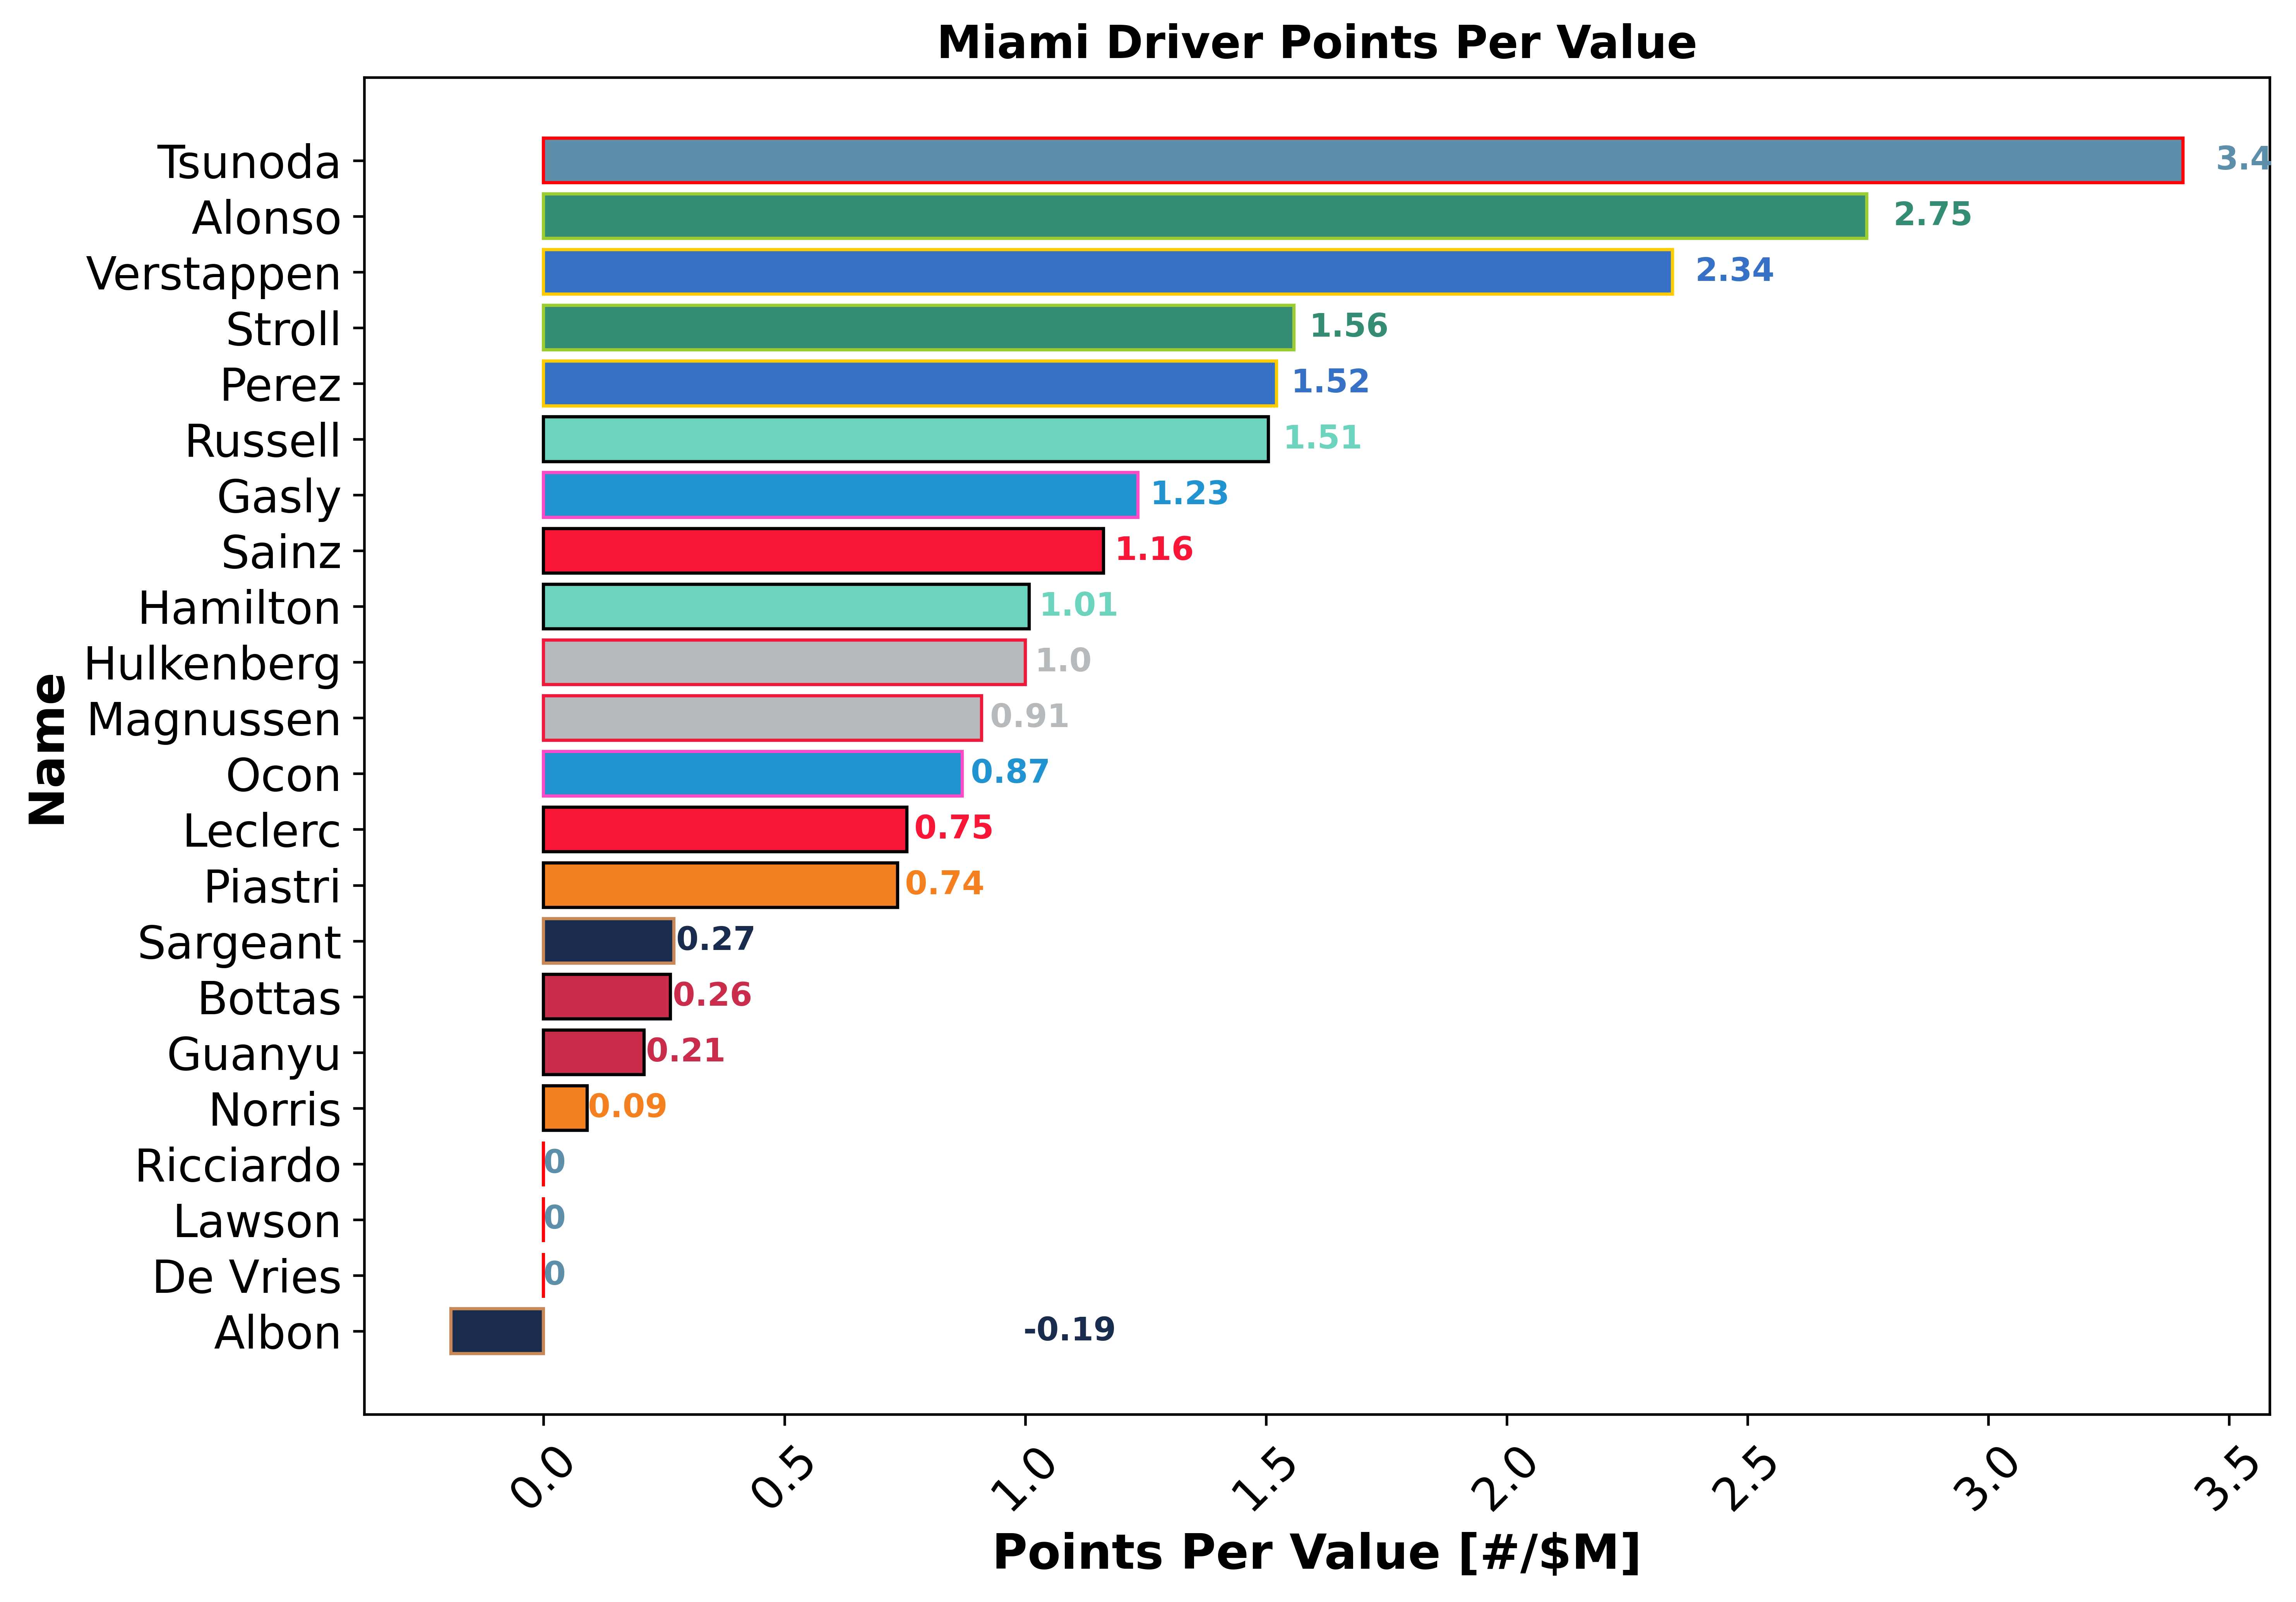 Miami Driver Points Per Value
Tsunoda 3.4
Alonso 2.75
Verstappen 2.34
Stroll 1.56
Perez 1.52
Russell 1.51
Gasly 1.23
Sainz 1.16
Hamilton 1.01
Hulkenberg 1.0
Magnussen 0.91
Ocon 0.87
Leclerc 0.75
Piastri 0.74
Sargeant 0.27
Bottas 0.26
Guanyu 0.21
Norris 0.09
Ricciardo 0
Lawson 0
De Vries 0
Albon -0.19
Name
0.0 0.5 1.0 1.5 2.0 2.5 3.0 3.5
Points Per Value [#/$M]